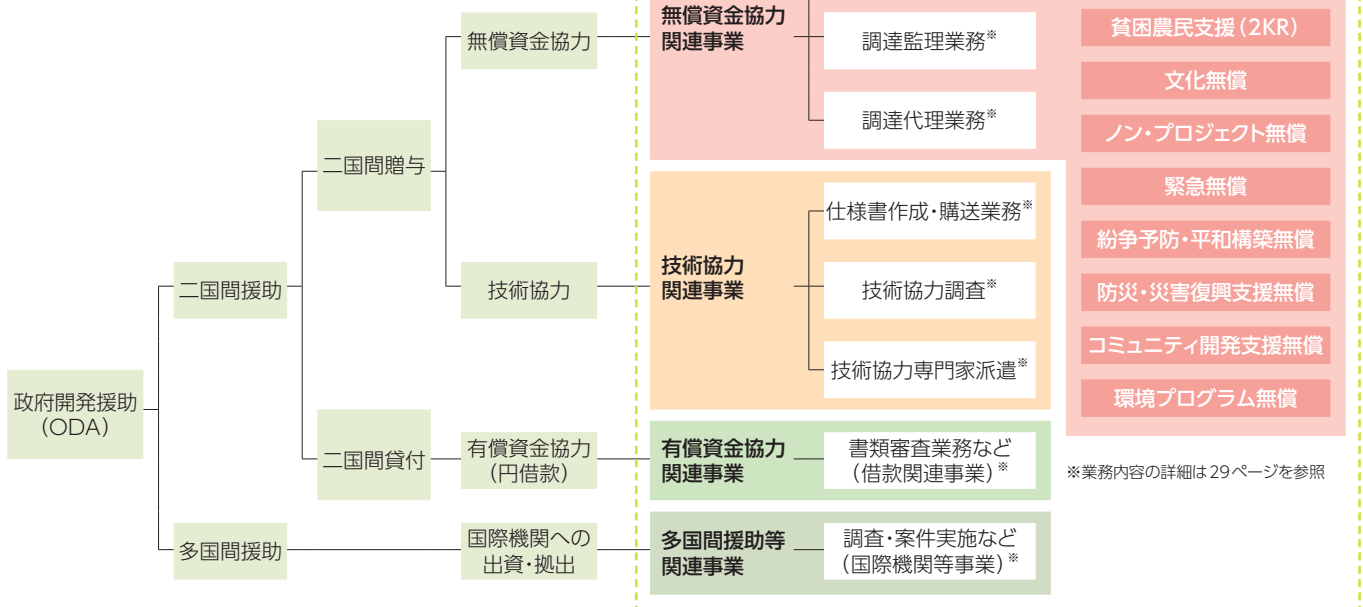 政府開発援助
（ODA）
二国間援助
多国間援助
二国間贈与
二国間貸付
無償資金協力
技術協力
有償資金協力
（円借款）
国際機関への
出資・拠出
無償資金協力
関連事業
調達監理業務※
調達代理業務※
技術協力
関連事業
仕様書作成・購送業務※
技術協力調査※
技術協力専門家派遣※
有償資金協力
関連事業
書類審査業務など
（借款関連事業）※
多国間援助等
関連事業
調査・案件実施など
（国際機関等事業）※
貧困農民支援（2KR）
文化無償
ノン・プロジェクト無償
緊急無償
紛争予防・平和構築無償
防災・災害復興支援無償
コミュニティ開発支援無償
環境プログラム無償
※業務内容の詳細は29ページを参照